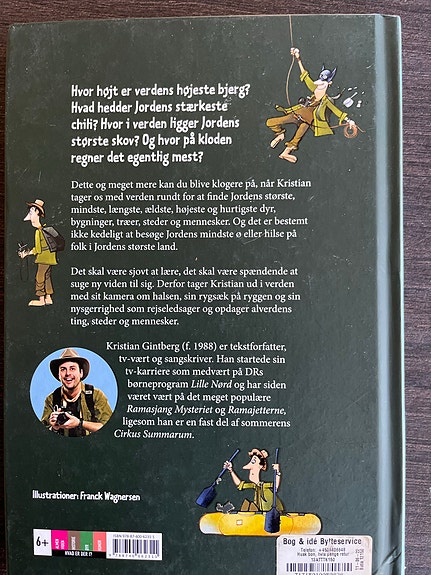 Hvor højt er verdens højeste bjerg?
Hvad hedder Jordens stærkeste
chili? Hvor i verden ligger Jordens
største skov? Og hvor på kloden
regner det egentlig mest?
Dette og meget mere kan du blive klogere på, når Kristian
tager os med verden rundt for at finde Jordens største,
mindste, længste, ældste, højeste og hurtigste dyr,
bygninger, træer, steder og mennesker. Og det er bestemt
ikke kedeligt at besøge Jordens mindste ø eller hilse på
folk i Jordens største land.
Det skal være sjovt at lære, det skal være spændende at
suge ny viden til sig. Derfor tager Kristian ud i verden
med sit kamera om halsen, sin rygsæk på ryggen og sin
nysgerrighed som rejseledsager og opdager alverdens
ting, steder og mennesker.
Kristian Gintberg (f. 1988) er tekstforfatter,
tv-vært og sangskriver. Han startede sin
tv-karriere som medvært på DRs
børneprogram Lille Nørd og har siden
været vært på det meget populære
Ramasjang Mysteriet og Ramajetterne,
ligesom han er en fast del af sommerens
Cirkus Summarum.
Illustrationer: Franck Wagnersen
6+
HVAD ER DER I?
Bog & idé Bytteservice
Husk bon, hvis penge retur